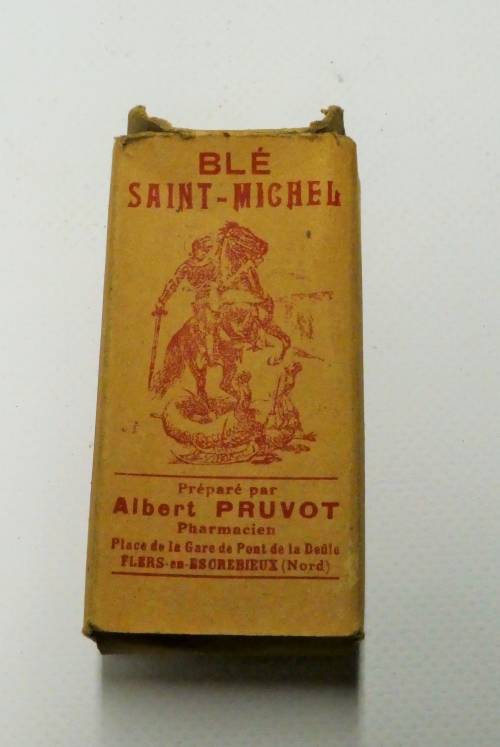 BLÉ
SAINT-MICHEL
Préparé par
Albert PRUVOT
Pharmacien
Place de la Gare de Pont de la Deûle
FLERS-en-ESCREBIEUX (Nord)